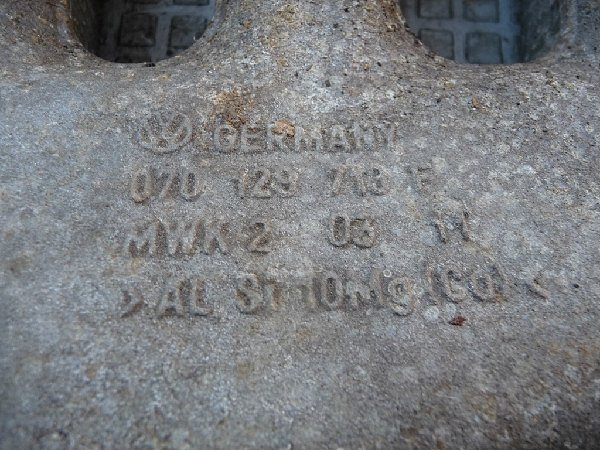 GERMANY
070 129 713 F
MWK 2 03 11
>AL Si 10Mg (Cu)<